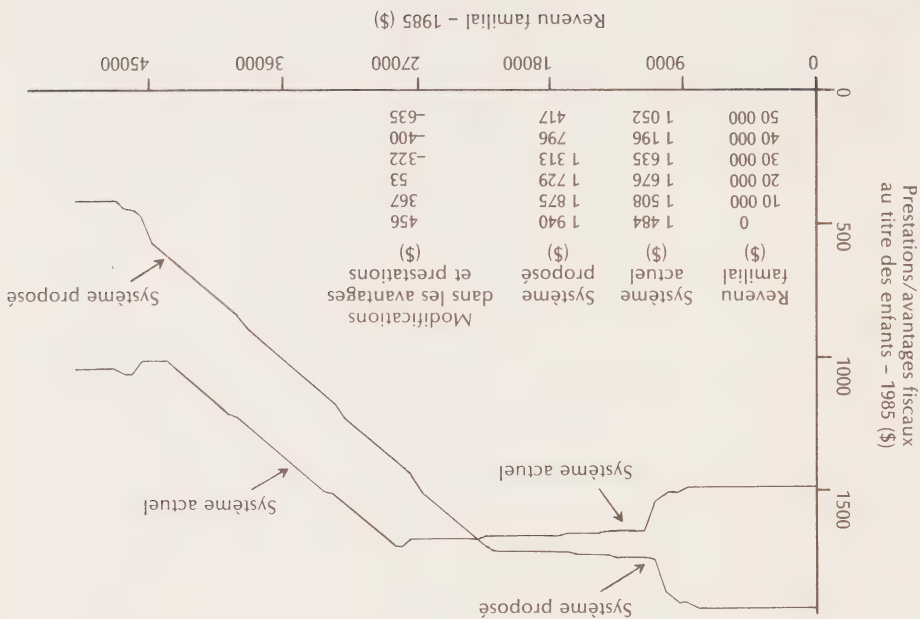 Prestations/avantages fiscaux
au titre des enfants – 1985 ($)
Système proposé
Système actuel
1500
Système actuel
1000
Modifications
Revenu Système Système dans les avantages
familial actuel proposé et prestations
($) ($) ($) ($)
0 1 484 1 940 456
10 000 1 508 1 875 367
20 000 1 676 1 729 53
30 000 1 635 1 313 –322
40 000 1 196 796 –400
50 000 1 052 417 –635
Système proposé
500
0
0 9000 18000 27000 36000 45000
Revenu familial – 1985 ($)